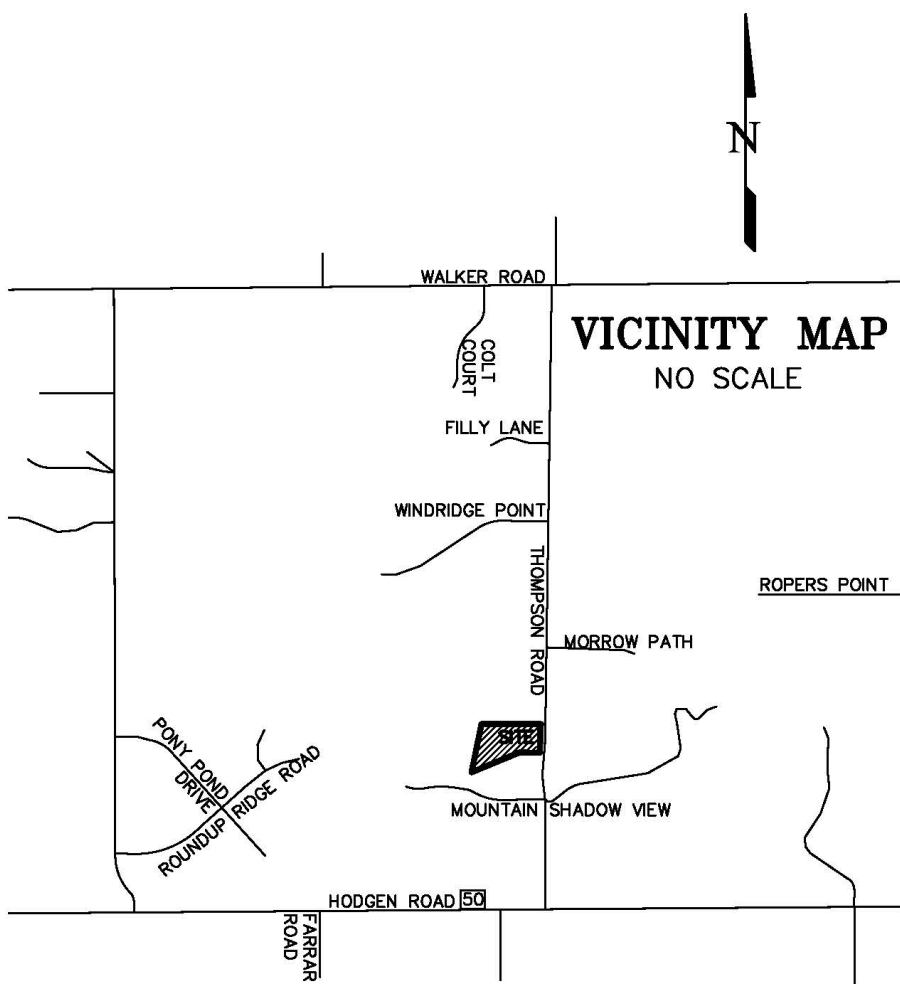 N
WALKER ROAD
VICINITY MAP
NO SCALE
COLT
COURT
FILLY LANE
WINDRIDGE POINT
THOMPSON ROAD
ROPERS POINT
MORROW PATH
SITE
PONY POND
DRIVE
ROUNDUP RIDGE ROAD
MOUNTAIN SHADOW VIEW
HODGEN ROAD 50
FARRAR
ROAD